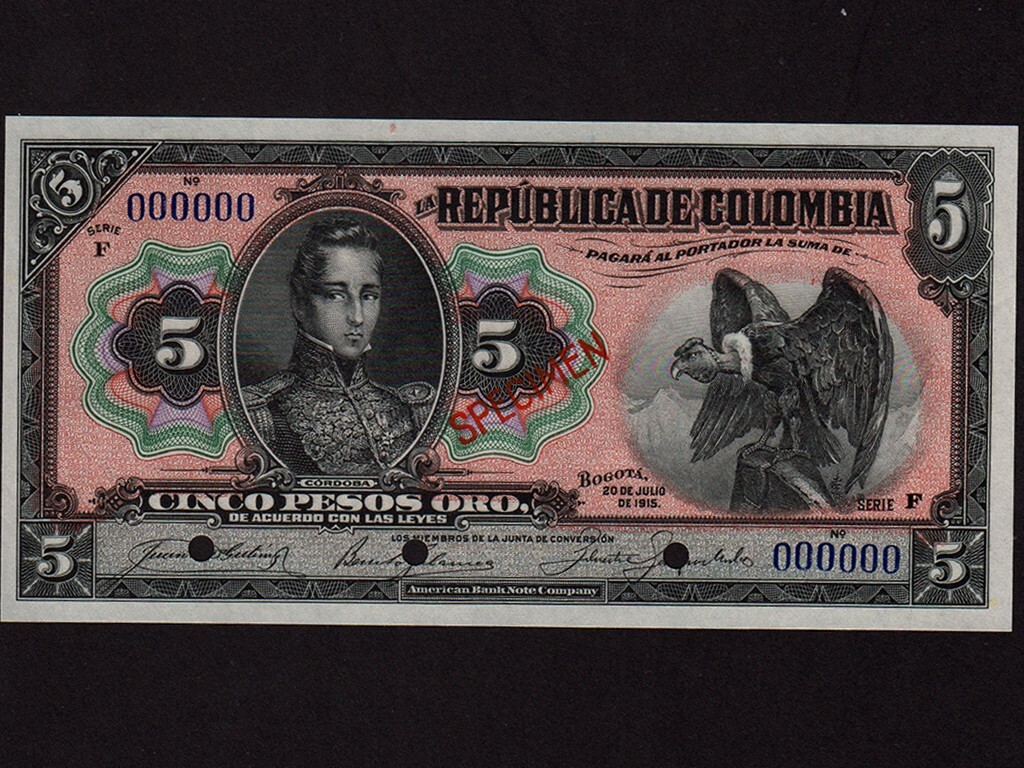 5
Nº
000000
SERIE
F
LA REPÚBLICA DE COLOMBIA
PAGARÁ AL PORTADOR LA SUMA DE
5
5
5
SPECIMEN
CÓRDOBA
CINCO PESOS ORO,
DE ACUERDO CON LAS LEYES
BOGOTÁ,
20 DE JULIO
DE 1915.
SERIE F
LOS MIEMBROS DE LA JUNTA DE CONVERSIÓN
Nº
000000
5
5
American Bank Note Company